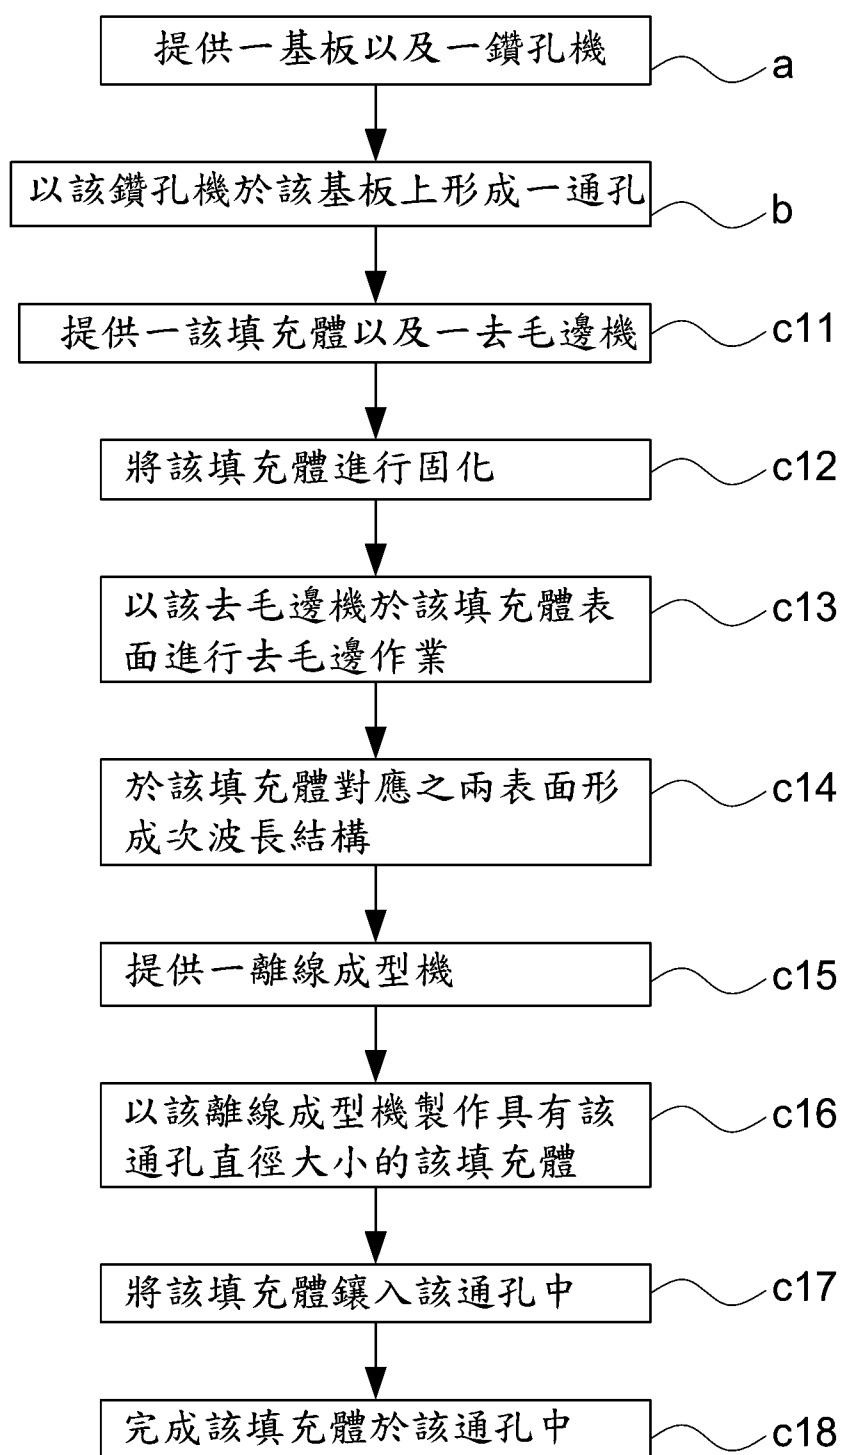 提供一基板以及一鑽孔機
a
以該鑽孔機於該基板上形成一通孔
b
提供一該填充體以及一去毛邊機
c11
將該填充體進行固化
c12
以該去毛邊機於該填充體表
面進行去毛邊作業
c13
於該填充體對應之兩表面形
成次波長結構
c14
提供一離線成型機
c15
以該離線成型機製作具有該
通孔直徑大小的該填充體
c16
將該填充體鑲入該通孔中
c17
完成該填充體於該通孔中
c18